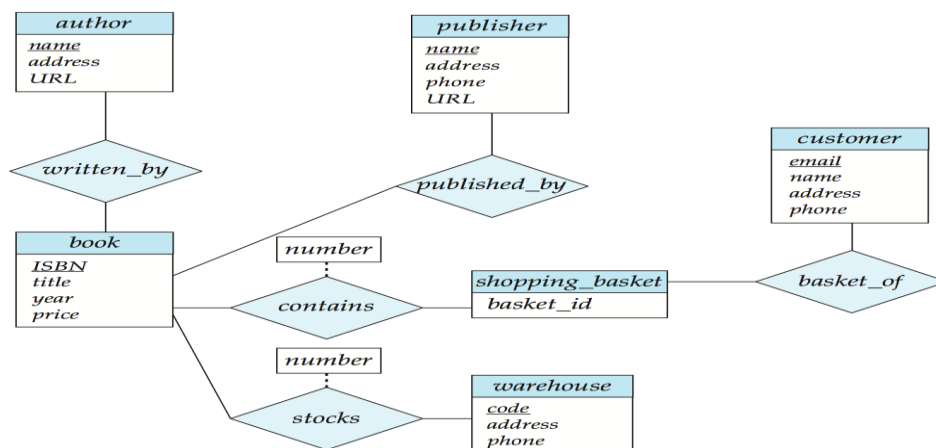 author
name
address
URL
publisher
name
address
phone
URL
customer
email
name
address
phone
written_by
published_by
book
ISBN
title
year
price
number
contains
shopping_basket
basket_id
basket_of
number
stocks
warehouse
code
address
phone